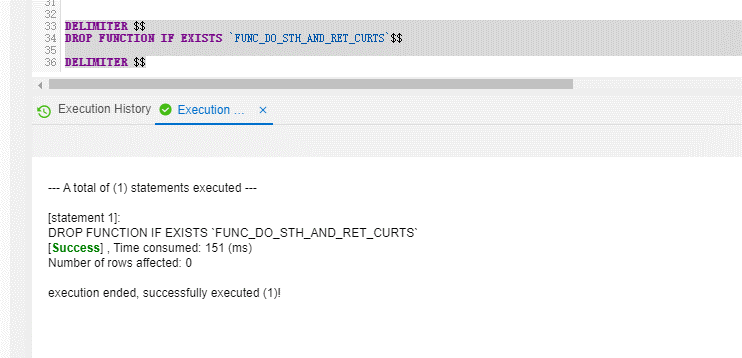 31
32
33 DELIMITER $$
34 DROP FUNCTION IF EXISTS `FUNC_DO_STH_AND_RET_CURTS`$$
35
36 DELIMITER $$
Execution History Execution ... ×
--- A total of (1) statements executed ---
[statement 1]:
DROP FUNCTION IF EXISTS `FUNC_DO_STH_AND_RET_CURTS`
[Success] , Time consumed: 151 (ms)
Number of rows affected: 0
execution ended, successfully executed (1)!